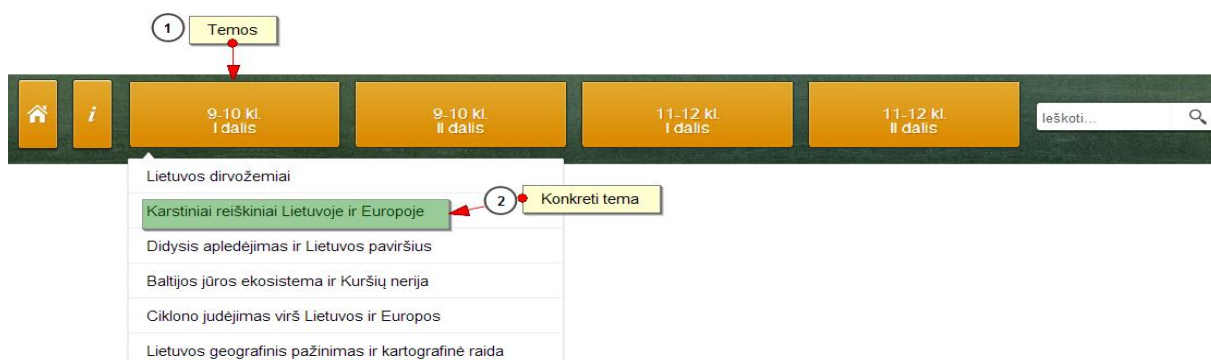 1 Temos
i
9-10 kl.
I dalis
9-10 kl.
II dalis
11-12 kl.
I dalis
11-12 kl.
II dalis
Ieškoti...
Lietuvos dirvožemiai
Karstiniai reiškiniai Lietuvoje ir Europoje
2 Konkreti tema
Didysis apledėjimas ir Lietuvos paviršius
Baltijos jūros ekosistema ir Kuršių nerija
Ciklono judėjimas virš Lietuvos ir Europos
Lietuvos geografinis pažinimas ir kartografinė raida